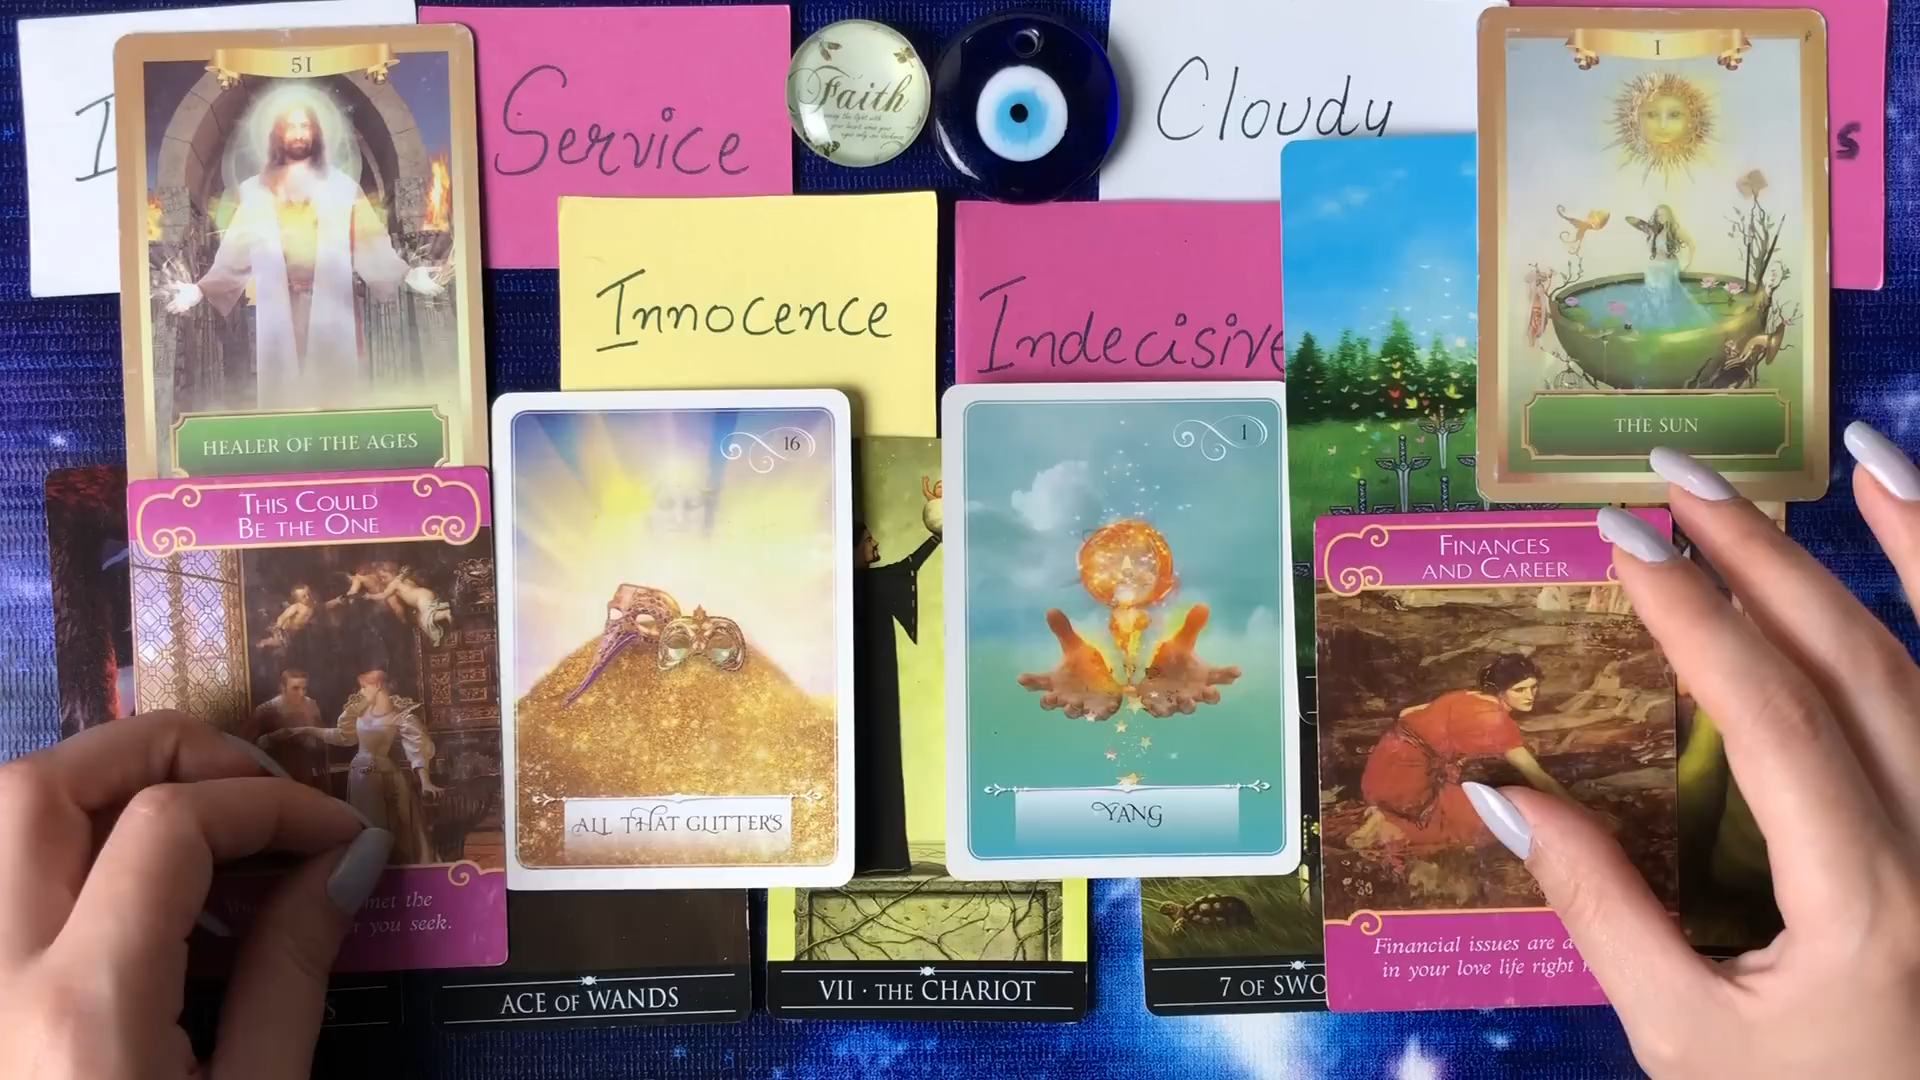 51
Service
Faith
Cloudy
I
HEALER OF THE AGES
Innocence
Indecisive
THE SUN
THIS COULD
BE THE ONE
met the
you seek.
16
ALL THAT GLITTERS
1
YANG
FINANCES
AND CAREER
Financial issues are a
in your love life right
ACE OF WANDS
VII · THE CHARIOT
7 OF SWO